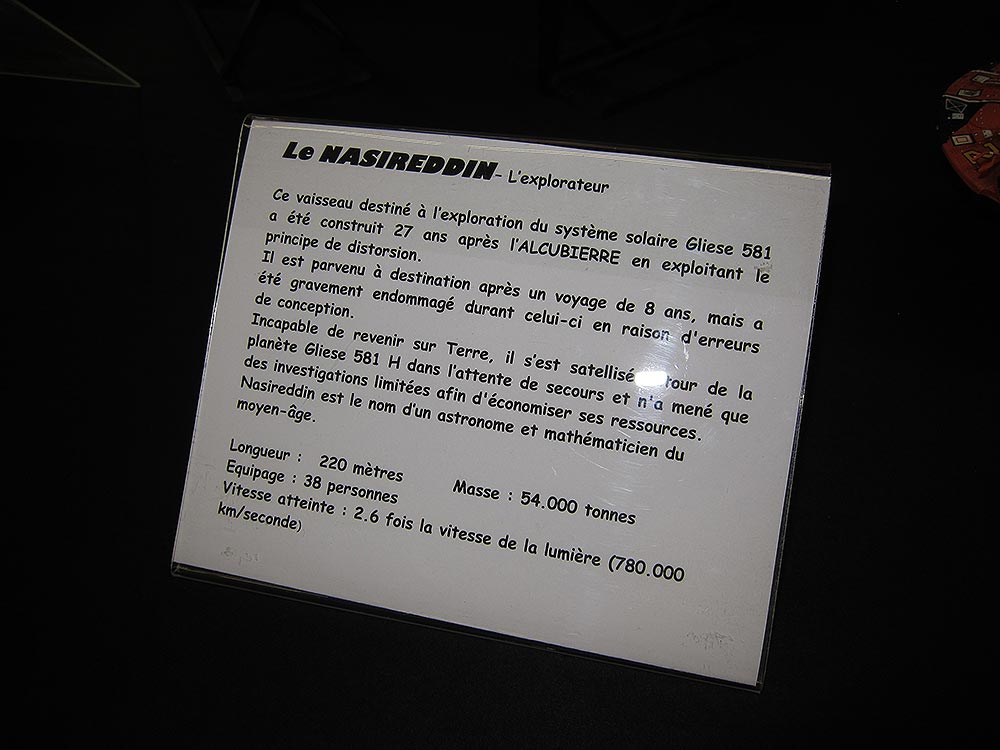 Le NASIREDDIN - L'explorateur
Ce vaisseau destiné à l'exploration du système solaire Gliese 581
a été construit 27 ans après l'ALCUBIERRE en exploitant le
principe de distorsion.
Il est parvenu à destination après un voyage de 8 ans, mais a
été gravement endommagé durant celui-ci en raison d'erreurs
de conception.
Incapable de revenir sur Terre, il s'est satellisé tour de la
planète Gliese 581 H dans l'attente de secours et n'a mené que
des investigations limitées afin d'économiser ses ressources.
Nasireddin est le nom d'un astronome et mathématicien du
moyen-âge.
Longueur : 220 mètres Masse : 54.000 tonnes
Equipage : 38 personnes
Vitesse atteinte : 2.6 fois la vitesse de la lumière (780.000
km/seconde)